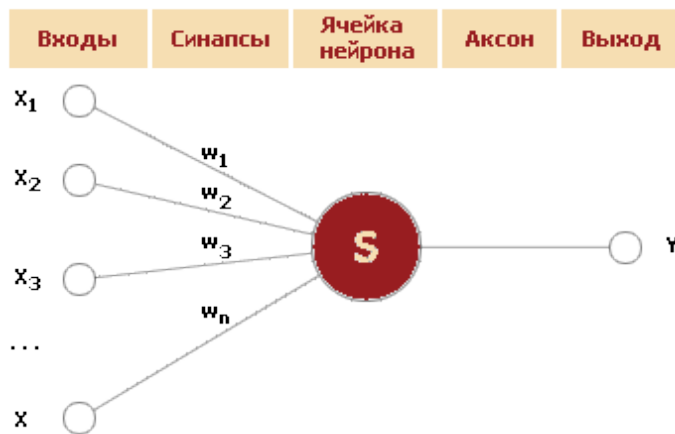 Входы Синапсы Ячейка нейрона Аксон Выход
X1
w1
X2
w2
w3
S
Y
X3
wn
...
X